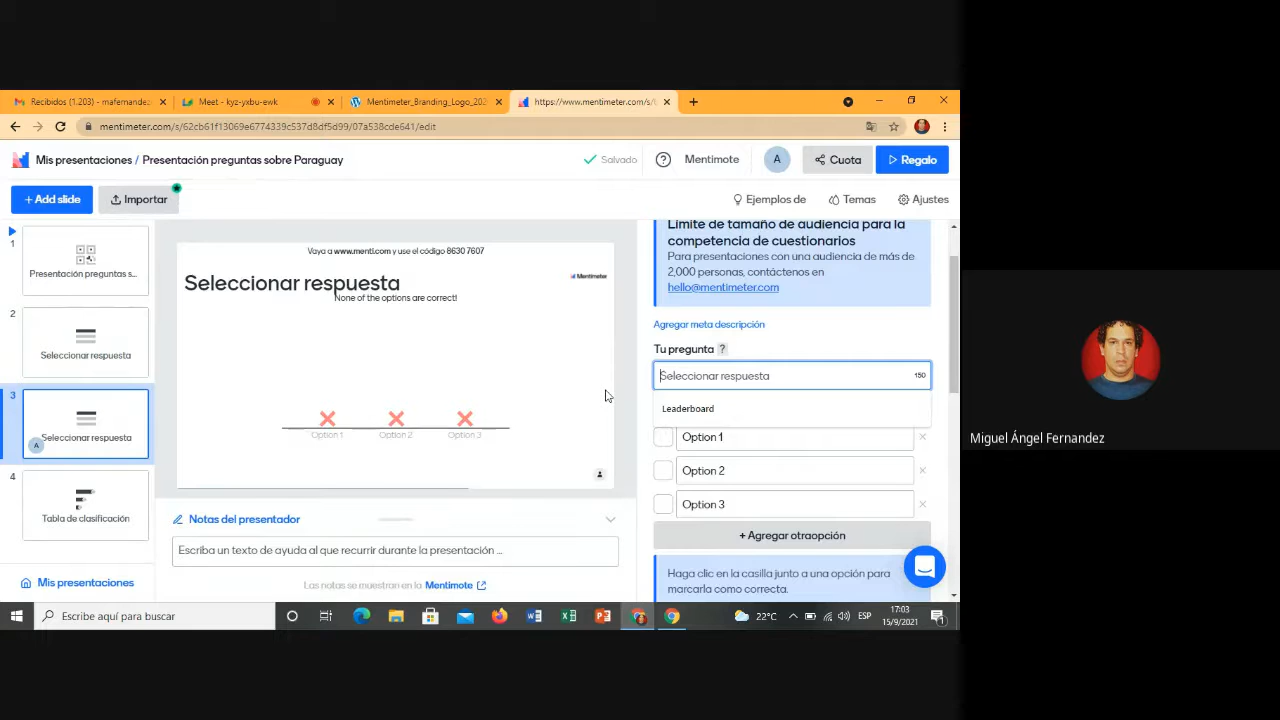 Recibidos (1.203) - mafernandez
Meet - kyz-yxbu-ewk
Mentimeter_Branding_Logo_202
https://www.mentimeter.com/s/
mentimeter.com/s/62cb61f13069e6774339c537d8df5d99/07a538cde641/edit
Mis presentaciones / Presentación preguntas sobre Paraguay
Salvado
?
Mentimote
A
Cuota
Regalo
+ Add slide
Importar
Ejemplos de
Temas
Ajustes
1
Presentación preguntas s...
2
Seleccionar respuesta
3
A
Seleccionar respuesta
4
Tabla de clasificación
Mis presentaciones
Vaya a www.menti.com y use el código 8630 7607
Seleccionar respuesta
Mentimeter
None of the options are correct!
Option 1
Option 2
Option 3
Notas del presentador
Escriba un texto de ayuda al que recurrir durante la presentación ...
Las notas se muestran en la Mentimote
Límite de tamaño de audiencia para la
competencia de cuestionarios
Para presentaciones con una audiencia de más de
2,000 personas, contáctenos en
hello@mentimeter.com
Agregar meta descripción
Tu pregunta ?
Seleccionar respuesta
150
Leaderboard
Option 1
Option 2
Option 3
+ Agregar otraopción
Haga clic en la casilla junto a una opción para
marcarla como correcta.
Escribe aquí para buscar
22°C
ESP
17:03
15/9/2021
1
Miguel Ángel Fernandez